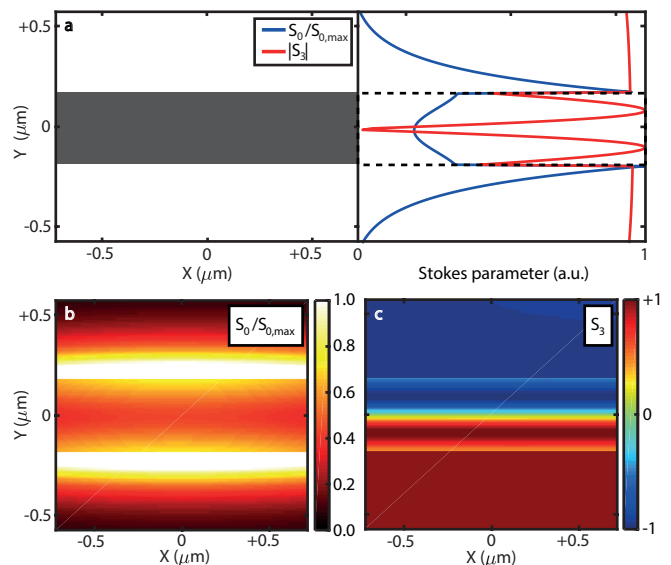 a
S0/S0,max
|S3|
+0.5
0
-0.5
Y (μm)
-0.5
0
+0.5
X (μm)
0
1
Stokes parameter (a.u.)
b
S0/S0,max
+0.5
0
-0.5
Y (μm)
-0.5
0
+0.5
X (μm)
1.0
0.8
0.6
0.4
0.2
0.0
c
S3
-0.5
0
+0.5
X (μm)
+1
+0
-1